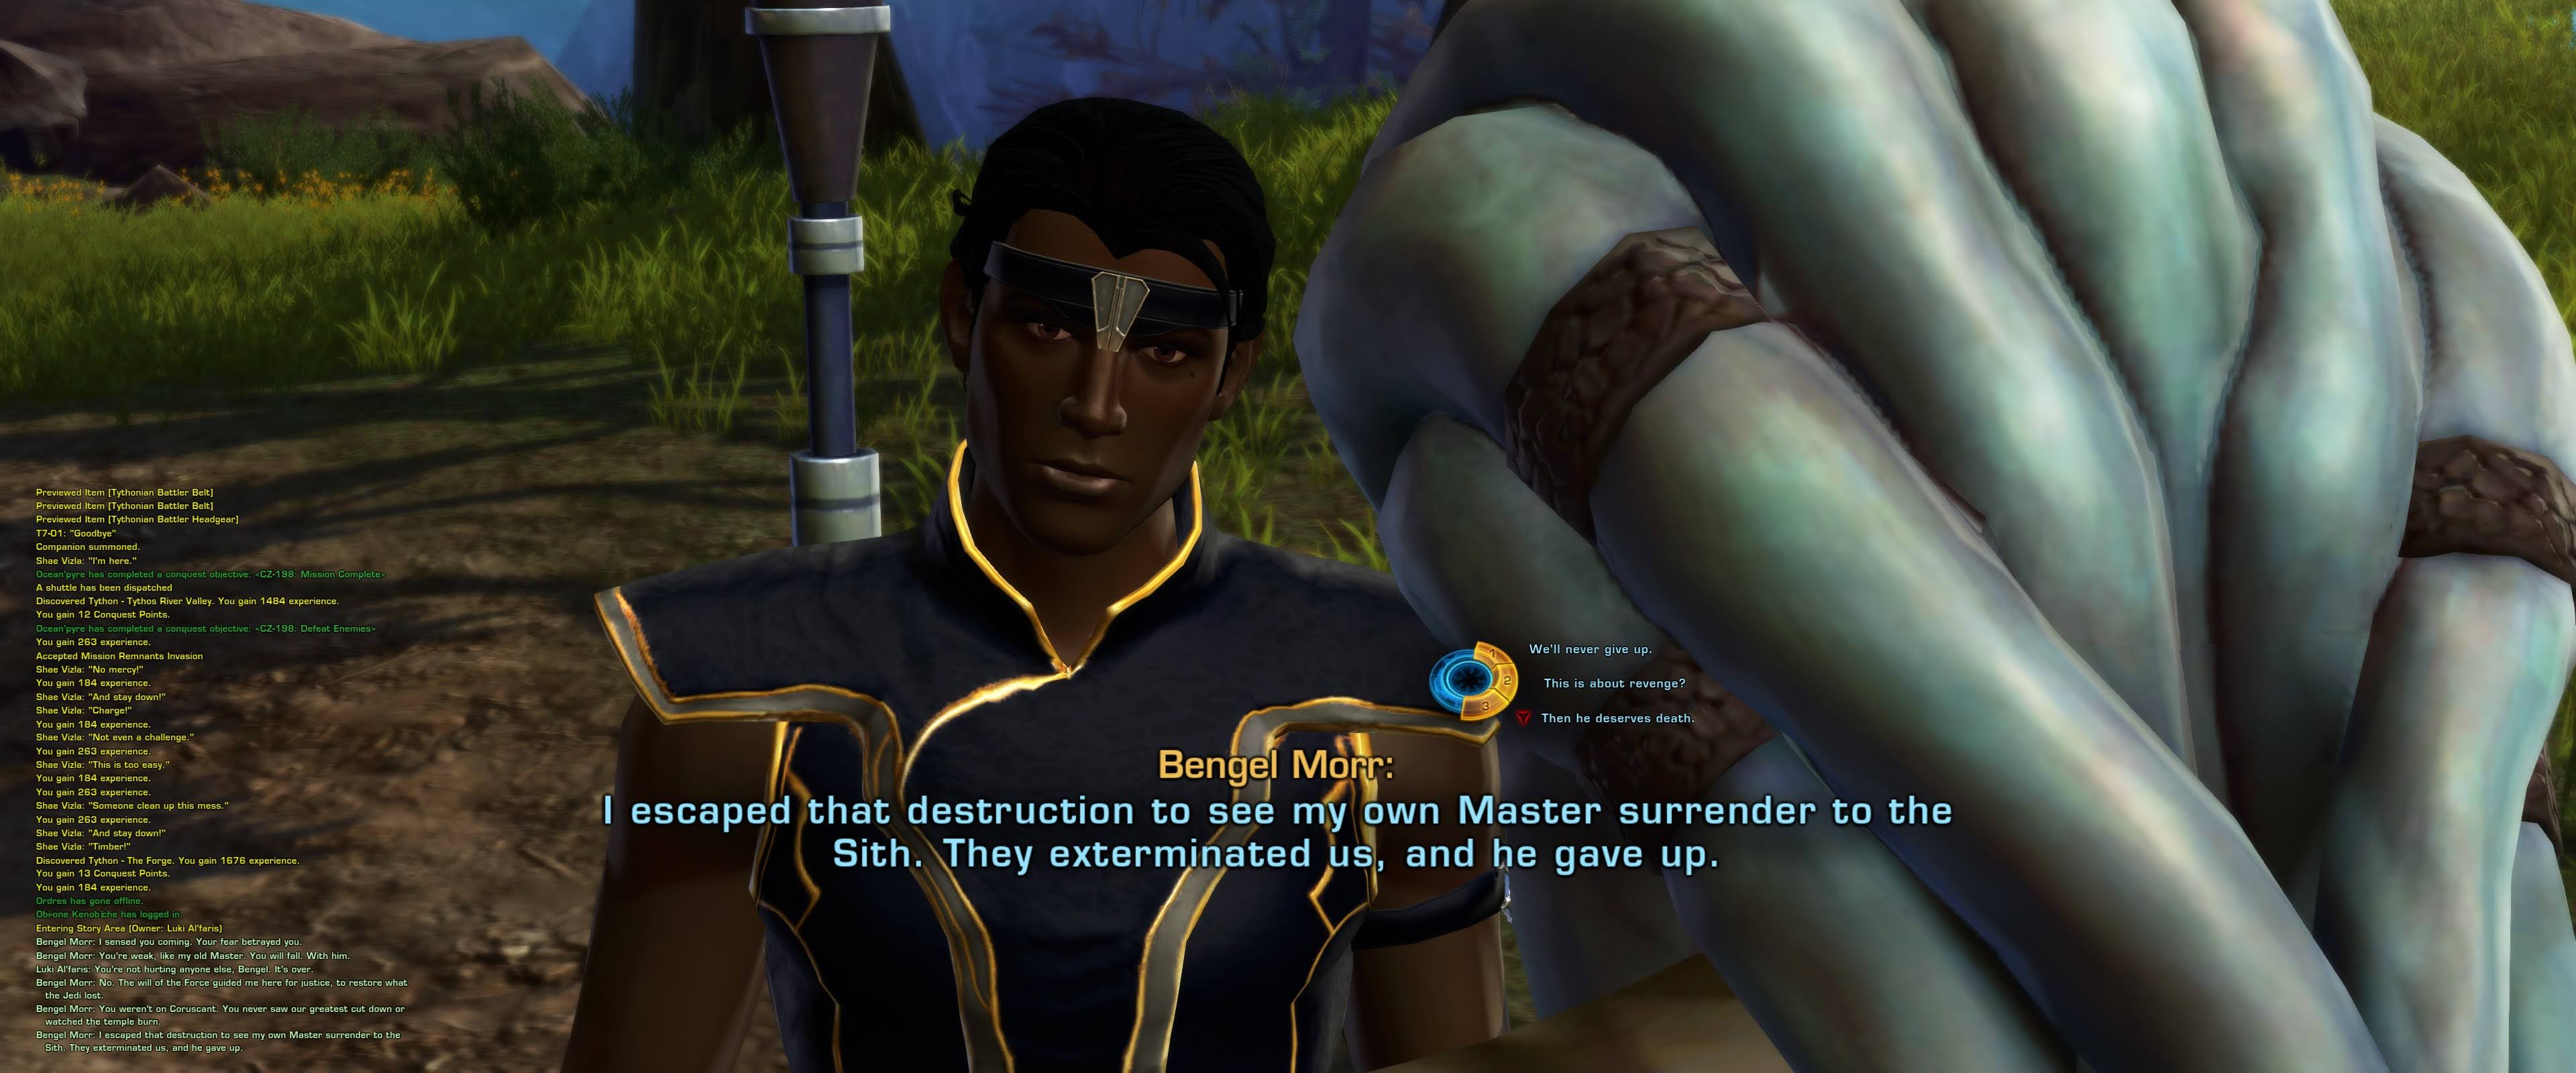 Previewed Item [Tythonian Battler Belt]
Previewed Item [Tythonian Battler Belt]
Previewed Item [Tythonian Battler Headgear]
T7-O1: "Goodbye"
Companion summoned.
Shae Vizla: "I'm here."
Ocean'pyre has completed a conquest objective: <CZ-198: Mission Complete>
A shuttle has been dispatched
Discovered Tython - Tythos River Valley. You gain 1484 experience.
You gain 12 Conquest Points.
Ocean'pyre has completed a conquest objective: <CZ-198: Defeat Enemies>
You gain 263 experience.
Accepted Mission Remnants Invasion
Shae Vizla: "No mercy!"
You gain 184 experience.
Shae Vizla: "And stay down!"
Shae Vizla: "Charge!"
You gain 184 experience.
Shae Vizla: "Not even a challenge."
You gain 263 experience.
Shae Vizla: "This is too easy."
You gain 184 experience.
You gain 263 experience.
Shae Vizla: "Someone clean up this mess."
You gain 263 experience.
Shae Vizla: "And stay down!"
Shae Vizla: "Timber!"
Discovered Tython - The Forge. You gain 1676 experience.
You gain 13 Conquest Points.
You gain 184 experience.
Ordres has gone offline.
Obi-one Kenobiche has logged in
Entering Story Area (Owner: Luki Al'faris)
Bengel Morr: I sensed you coming. Your fear betrayed you.
Bengel Morr: You're weak, like my old Master. You will fall. With him.
Luki Al'faris: You're not hurting anyone else, Bengel. It's over.
Bengel Morr: No. The will of the Force guided me here for justice, to restore what
the Jedi lost.
Bengel Morr: You weren't on Coruscant. You never saw our greatest cut down or
watched the temple burn.
Bengel Morr: I escaped that destruction to see my own Master surrender to the
Sith. They exterminated us, and he gave up.
1 We'll never give up.
2 This is about revenge?
3 Then he deserves death.
Bengel Morr:
I escaped that destruction to see my own Master surrender to the
Sith. They exterminated us, and he gave up.